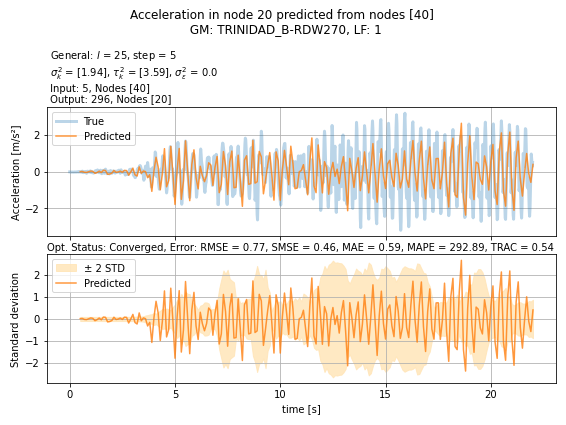 Acceleration in node 20 predicted from nodes [40]
GM: TRINIDAD_B-RDW270, LF: 1
General: l = 25, step = 5
σ²ₖ = [1.94], τ²ₖ = [3.59], σ²ε = 0.0
Input: 5, Nodes [40]
Output: 296, Nodes [20]
True
Predicted
Acceleration [m/s²]
2
0
−2
Opt. Status: Converged, Error: RMSE = 0.77, SMSE = 0.46, MAE = 0.59, MAPE = 292.89, TRAC = 0.54
± 2 STD
Predicted
Standard deviation
2
1
0
−1
−2
0 5 10 15 20
time [s]